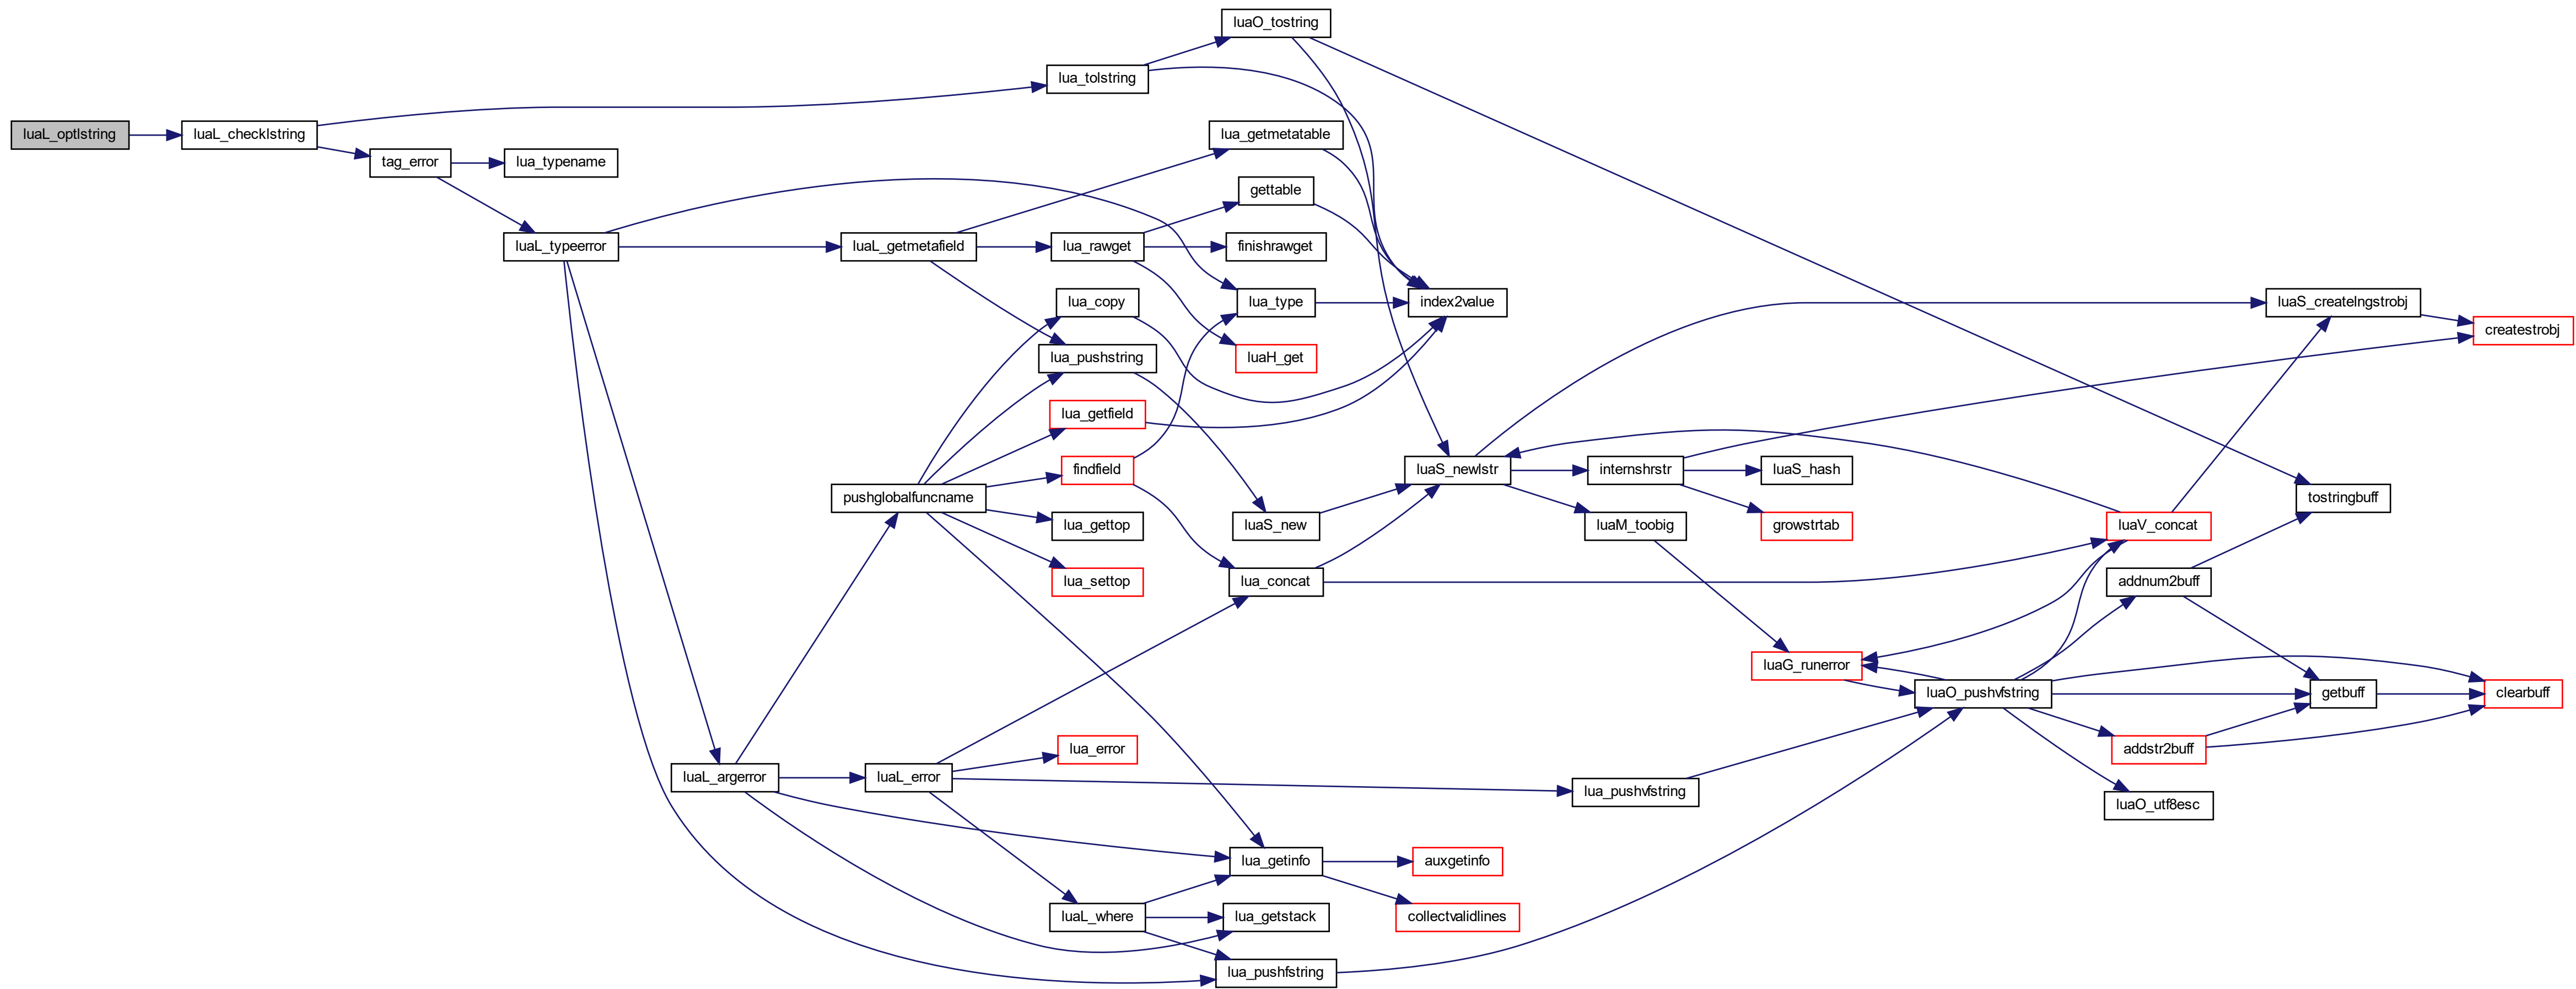 luaL_optlstring
luaL_checklstring
tag_error
lua_typename
luaL_typeerror
lua_tolstring
luaO_tostring
lua_getmetatable
gettable
luaL_getmetafield
lua_rawget
finishrawget
lua_copy
lua_type
index2value
lua_pushstring
luaH_get
lua_getfield
findfield
pushglobalfuncname
lua_gettop
lua_settop
luaS_new
lua_concat
luaS_newlstr
internshrstr
luaS_hash
luaM_toobig
growstrtab
luaS_createlngstrobj
createstrobj
tostringbuff
luaV_concat
addnum2buff
luaG_runerror
luaO_pushvfstring
getbuff
clearbuff
addstr2buff
luaO_utf8esc
luaL_argerror
luaL_error
lua_error
lua_pushvfstring
lua_getinfo
auxgetinfo
collectvalidlines
luaL_where
lua_getstack
lua_pushfstring